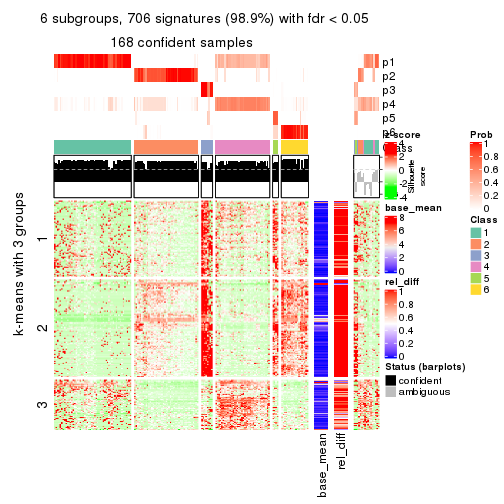 6 subgroups, 706 signatures (98.9%) with fdr < 0.05
168 confident samples
p1
p2
p3
p4
p5
p6
Class
z-score
4
2
0
-2
-4
Silhouette
score
Prob
1
0.8
0.6
0.4
0.2
0
base_mean
8
6
4
2
0
Class
1
2
3
4
5
6
rel_diff
1
0.8
0.6
0.4
0.2
0
Status (barplots)
confident
ambiguous
k-means with 3 groups
1
2
3
base_mean
rel_diff